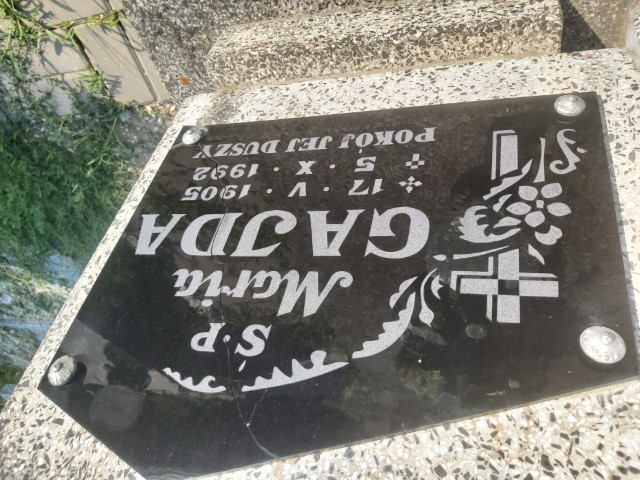 Ś·P
Maria
GAJDA
17 · V · 1905
5 · X · 1992
POKÓJ JEJ DUSZY